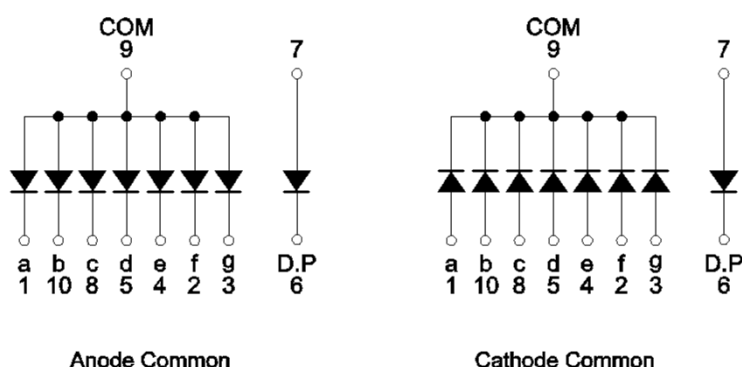 COM
9 7
a b c d e f g D.P
1 10 8 5 4 2 3 6
Anode Common
COM
9 7
a b c d e f g D.P
1 10 8 5 4 2 3 6
Cathode Common